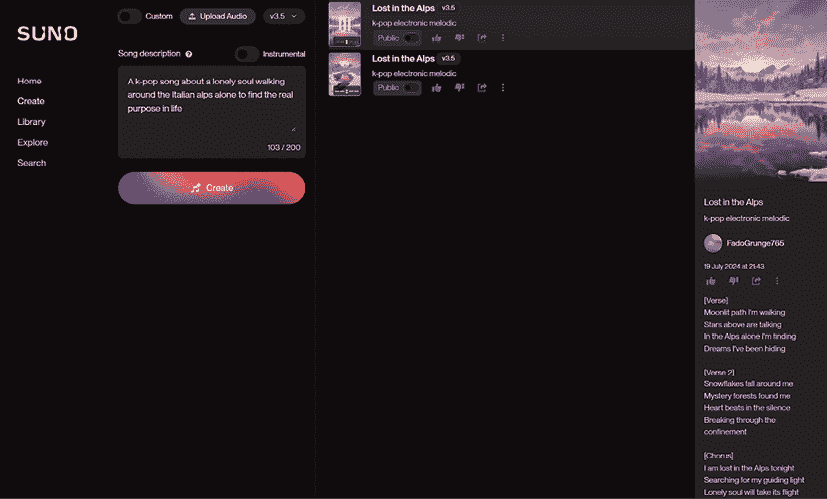 SUNO
Home
Create
Library
Explore
Search
Custom
Upload Audio
v3.5
Song description
Instrumental
A k-pop song about a lonely soul walking
around the Italian alps alone to find the real
purpose in life
103 / 200
Create
Lost in the Alps v3.5
k-pop electronic melodic
Public
Lost in the Alps v3.5
k-pop electronic melodic
Public
Lost in the Alps
k-pop electronic melodic
FadoGrunge765
19 July 2024 at 21:43
[Verse]
Moonlit path I'm walking
Stars above are talking
In the Alps alone I'm finding
Dreams I've been hiding
[Verse 2]
Snowflakes fall around me
Mystery forests found me
Heart beats in the silence
Breaking through the
confinement
[Chorus]
I am lost in the Alps tonight
Searching for my guiding light
Lonely soul will take its flight